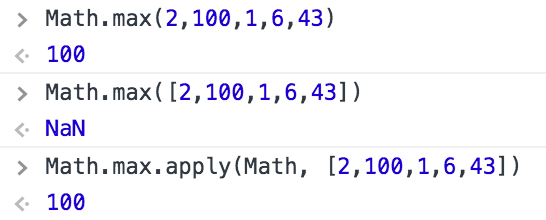 > Math.max(2,100,1,6,43)
< 100
> Math.max([2,100,1,6,43])
< NaN
> Math.max.apply(Math, [2,100,1,6,43])
< 100